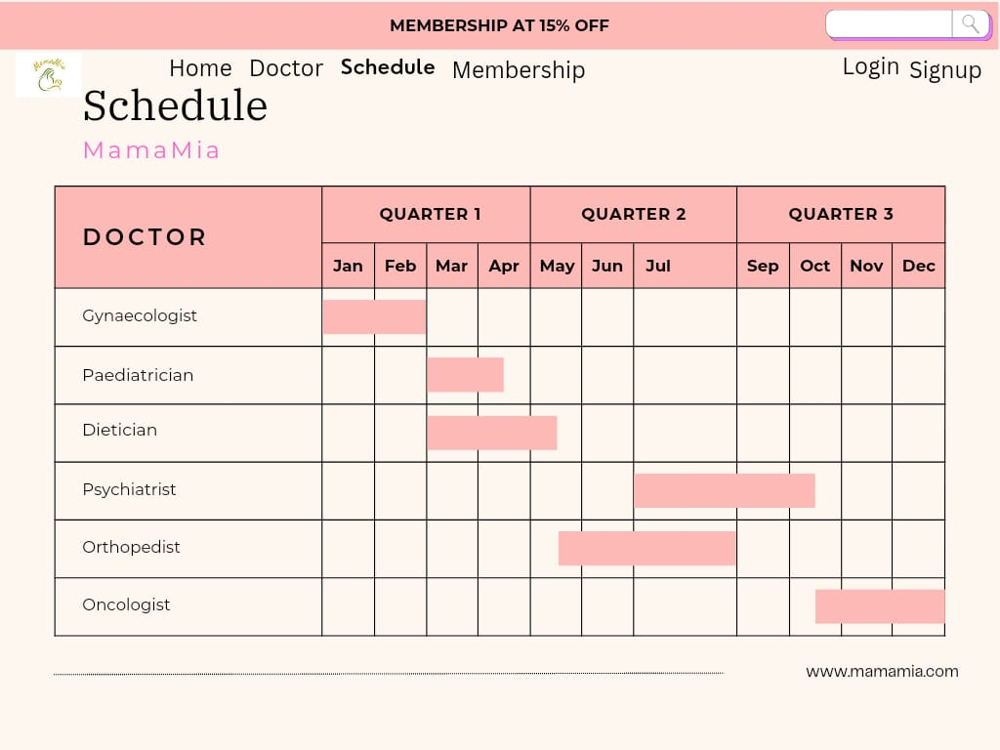 MEMBERSHIP AT 15% OFF
MamaMia
Home Doctor Schedule Membership Login Signup
Schedule
MamaMia
DOCTOR QUARTER 1 QUARTER 2 QUARTER 3
Jan Feb Mar Apr May Jun Jul Sep Oct Nov Dec
Gynaecologist
Paediatrician
Dietician
Psychiatrist
Orthopedist
Oncologist
www.mamamia.com